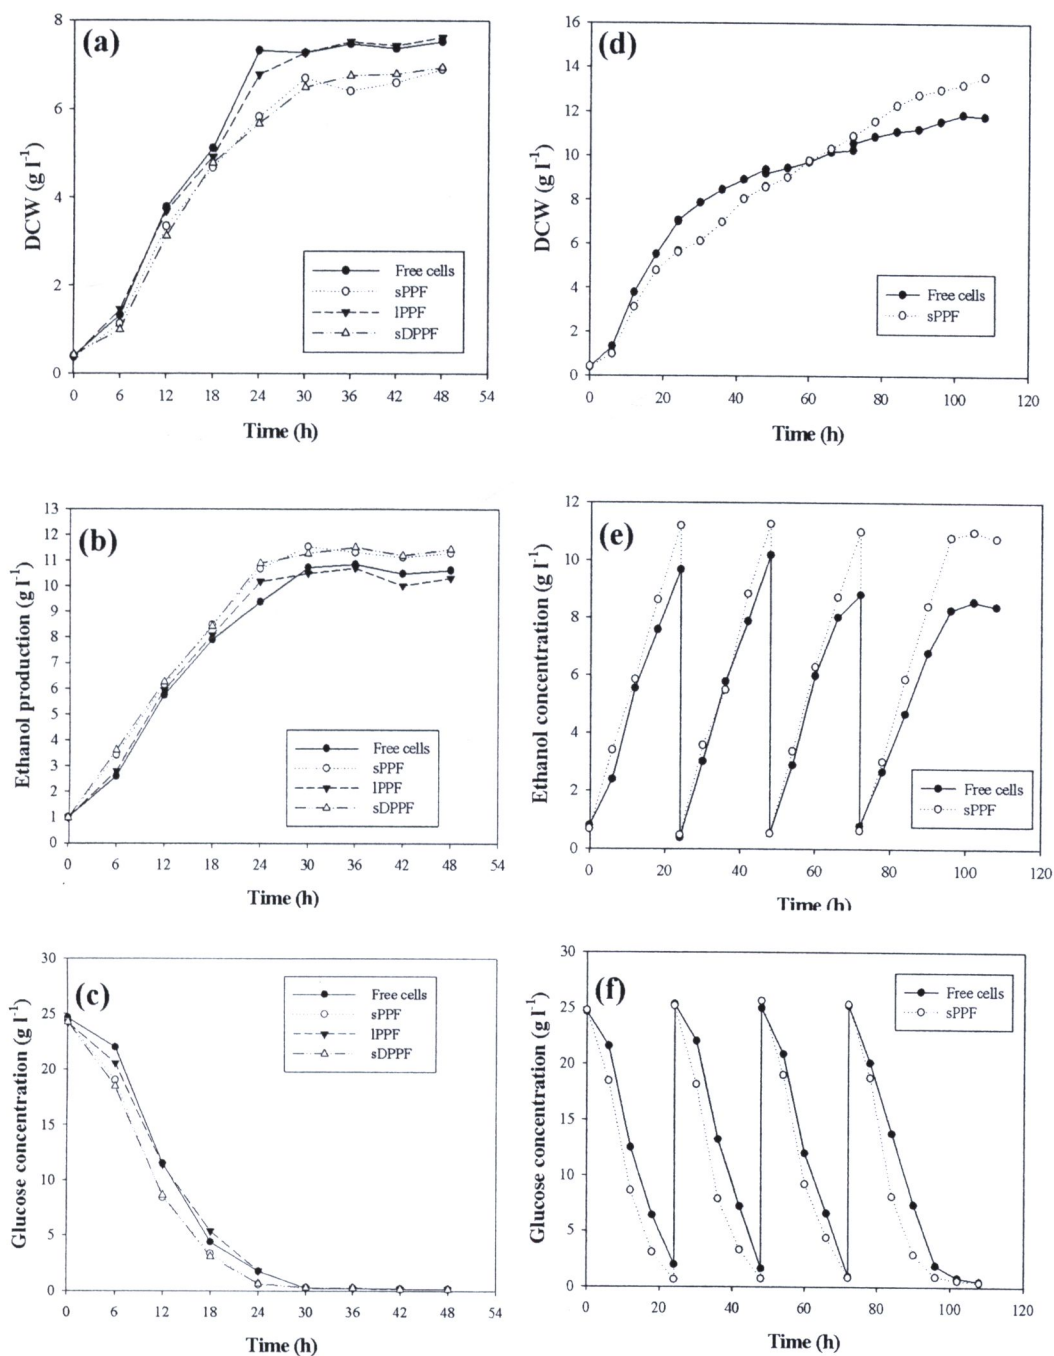 (a)
DCW (g l-1)
8
6
4
2
0
Free cells
sPPF
lPPF
sDPPF
0 6 12 18 24 30 36 42 48 54
Time (h)
(d)
DCW (g l-1)
16
14
12
10
8
6
4
2
0
Free cells
sPPF
0 20 40 60 80 100 120
Time (h)
(b)
Ethanol production (g l-1)
13
12
11
10
9
8
7
6
5
4
3
2
1
0
Free cells
sPPF
lPPF
sDPPF
0 6 12 18 24 30 36 42 48 54
Time (h)
(e)
Ethanol concentration (g l-1)
12
10
8
6
4
2
0
Free cells
sPPF
0 20 40 60 80 100 120
Time (h)
(c)
Glucose concentration (g l-1)
30
25
20
15
10
5
0
Free cells
sPPF
lPPF
sDPPF
0 6 12 18 24 30 36 42 48 54
Time (h)
(f)
Glucose concentration (g l-1)
30
25
20
15
10
5
0
Free cells
sPPF
0 20 40 60 80 100 120
Time (h)